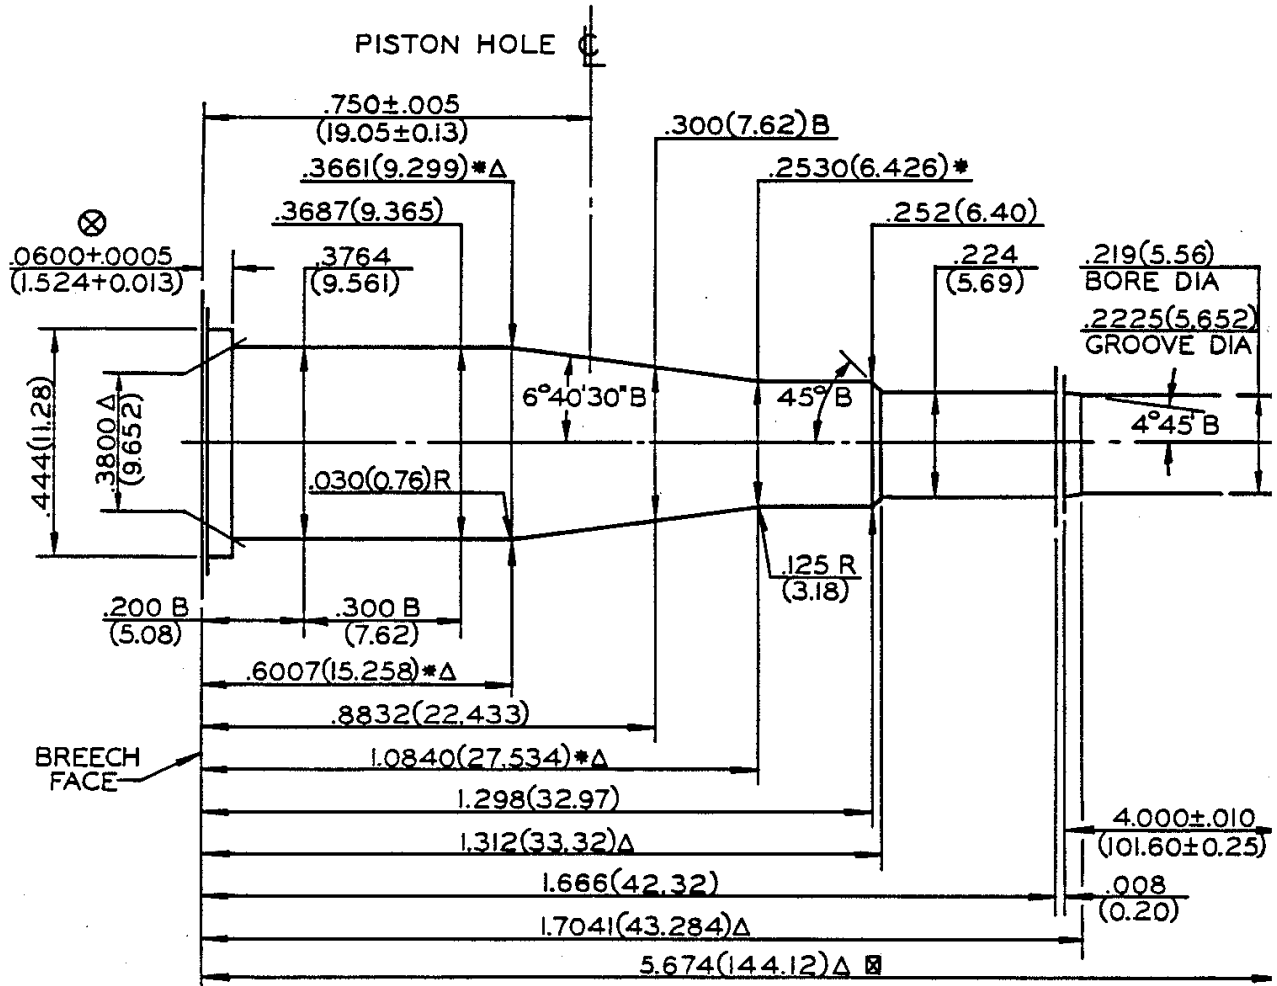 PISTON HOLE ℄
.750±.005
(19.05±0.13)
.300(7.62)B
.3661(9.299)*Δ
.2530(6.426)*
.3687(9.365)
.252(6.40)
⊗
.0600+.0005
(1.524+0.013)
.3764
(9.561)
.224
(5.69)
.219(5.56)
BORE DIA
.2225(5.652)
GROOVE DIA
6°40'30"B
45°B
4°45'B
.444(11.28)
.3800Δ
(9.652)
.030(0.76)R
.125 R
(3.18)
.200 B
(5.08)
.300 B
(7.62)
.6007(15.258)*Δ
.8832(22.433)
BREECH
FACE
1.0840(27.534)*Δ
1.298(32.97)
4.000±.010
(101.60±0.25)
1.312(33.32)Δ
1.666(42.32)
.008
(0.20)
1.7041(43.284)Δ
5.674(144.12)Δ ⊠